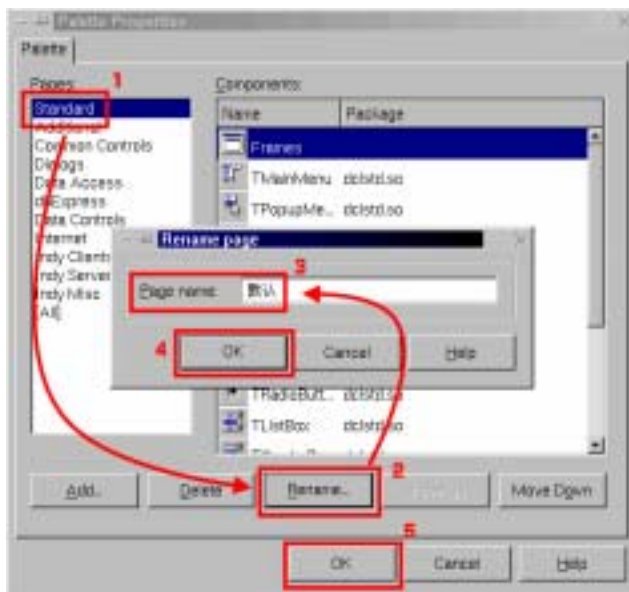 Palette Properties
Palette
Pages
1
Components:
Standard
Name Package
Additional
Common Controls
Dialogs
Data Access
dbExpress
Data Controls
Internet
Indy Clients
Indy Servers
Indy Misc
[All]
Frames
TMainMenu dclstd.so
TPopupMe... dclstd.so
Rename page
3
Page name: 默认
4
OK Cancel Help
TRadioButt... dclstd.so
TListBox dclstd.so
2
Add... Delete Rename... Move Down
5
OK Cancel Help